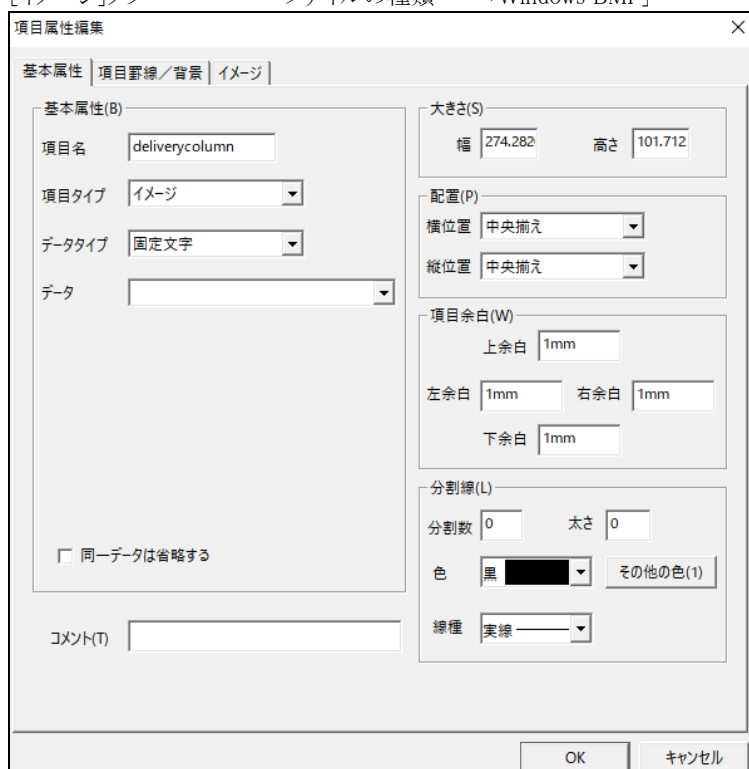 項目属性編集
基本属性 項目罫線/背景 イメージ
基本属性(B)
項目名 deliverycolumn
項目タイプ イメージ
データタイプ 固定文字
データ
同一データは省略する
コメント(T)
大きさ(S)
幅 274.282 高さ 101.712
配置(P)
横位置 中央揃え
縦位置 中央揃え
項目余白(W)
上余白 1mm
左余白 1mm 右余白 1mm
下余白 1mm
分割線(L)
分割数 0 太さ 0
色 黒 その他の色(1)
線種 実線
OK キャンセル